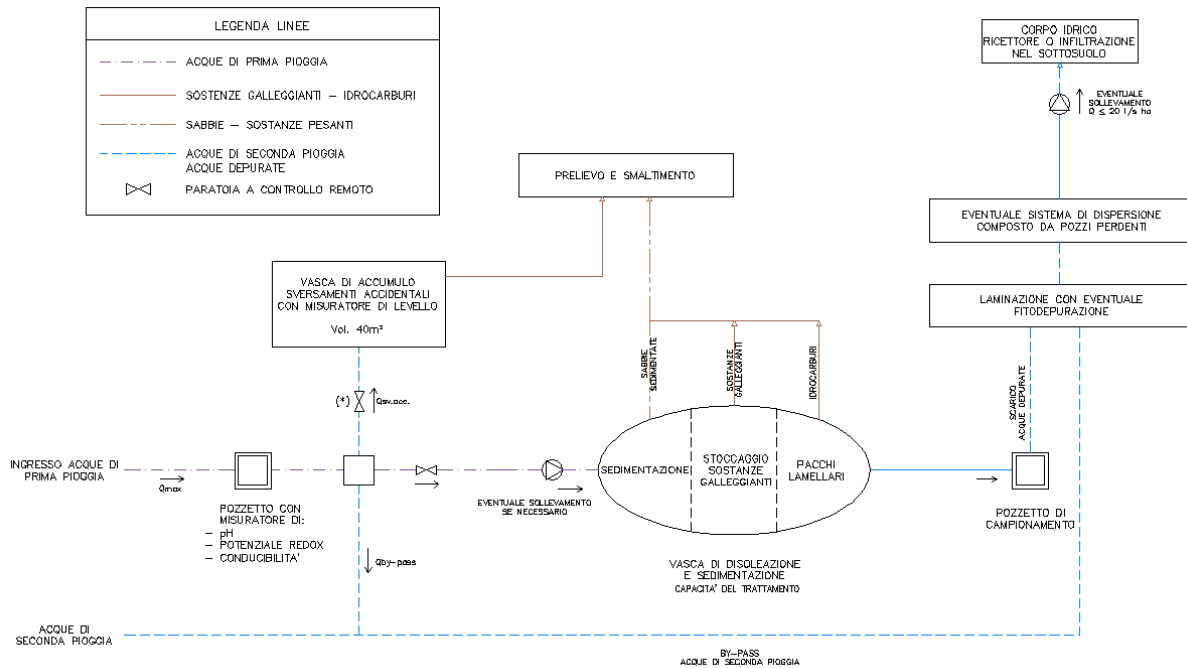 LEGENDA LINEE
ACQUE DI PRIMA PIOGGIA
SOSTENZE GALLEGGIANTI – IDROCARBURI
SABBIE – SOSTANZE PESANTI
ACQUE DI SECONDA PIOGGIA
ACQUE DEPURATE
PARATOIA A CONTROLLO REMOTO
CORPO IDRICO
RICETTORE O INFILTRAZIONE
NEL SOTTOSUOLO
EVENTUALE
SOLLEVAMENTO
Q ≤ 20 l/s ha
PRELIEVO E SMALTIMENTO
EVENTUALE SISTEMA DI DISPERSIONE
COMPOSTO DA POZZI PERDENTI
VASCA DI ACCUMULO
SVERSAMENTI ACCIDENTALI
CON MISURATORE DI LIVELLO
Vol. 40m³
LAMINAZIONE CON EVENTUALE
FITODEPURAZIONE
SABBIE
SEDIMENTATE
SOSTANZE
GALLEGGIANTI
IDROCARBURI
SCARICO
ACQUE DEPURATE
(*)
Qsv.acc.
INGRESSO ACQUE DI
PRIMA PIOGGIA
Qmax
SEDIMENTAZIONE
STOCCAGGIO
SOSTANZE
GALLEGGIANTI
PACCHI
LAMELLARI
POZZETTO CON
MISURATORE DI:
– pH
– POTENZIALE REDOX
– CONDUCIBILITA'
EVENTUALE SOLLEVAMENTO
SE NECESSARIO
POZZETTO DI
CAMPIONAMENTO
Qby-pass
VASCA DI DISOLEAZIONE
E SEDIMENTAZIONE
CAPACITA' DEL TRATTAMENTO
ACQUE DI
SECONDA PIOGGIA
BY-PASS
ACQUE DI SECONDA PIOGGIA